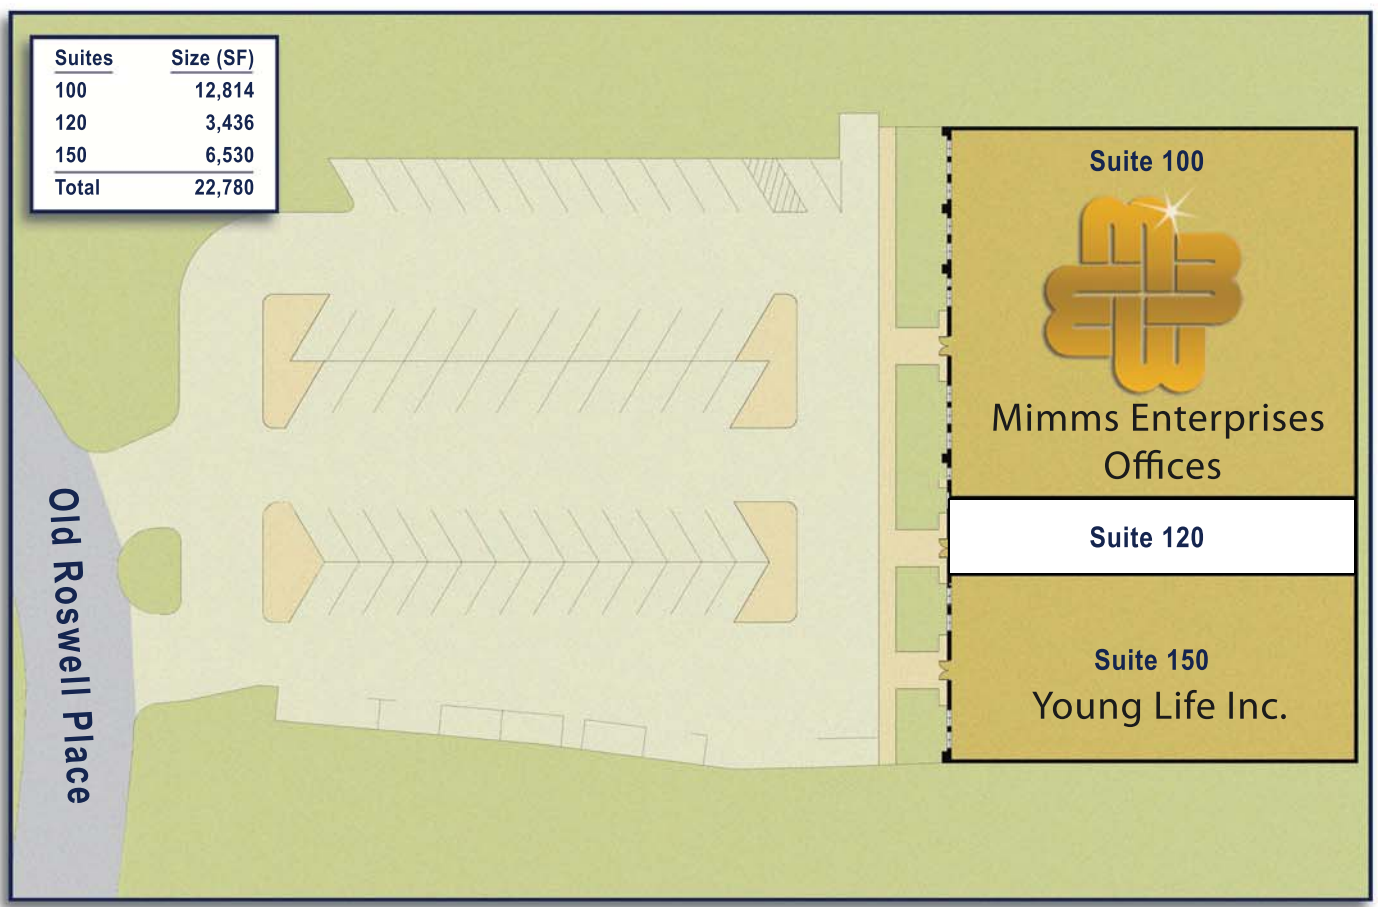 Suites Size (SF)
100 12,814
120 3,436
150 6,530
Total 22,780
Suite 100
Mimms Enterprises
Offices
Suite 120
Suite 150
Young Life Inc.
Old Roswell Place